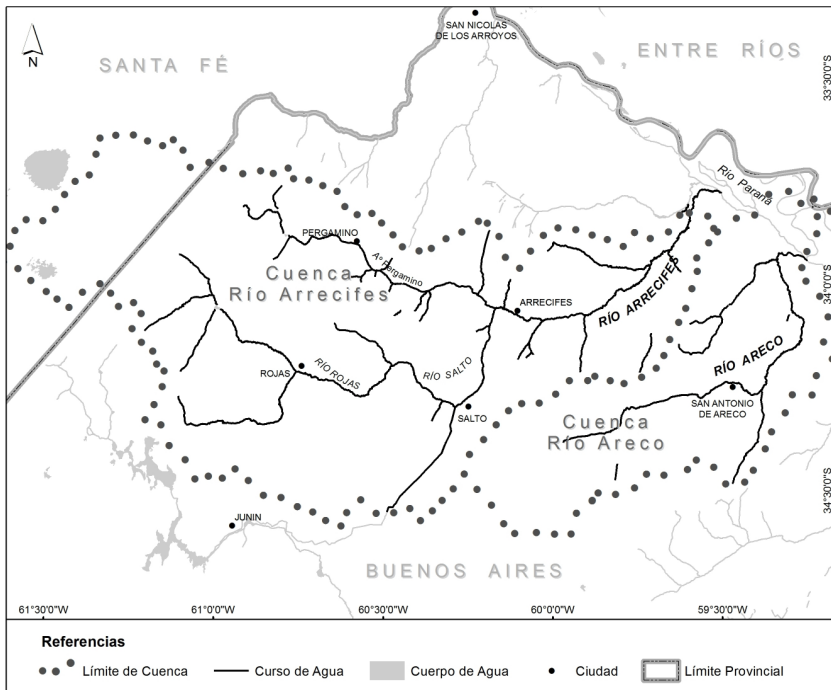 SAN NICOLAS
DE LOS ARROYOS
N
SANTA FÉ
ENTRE RÍOS
33°30'0"S
Río Paraná
PERGAMINO
Aº Pergamino
Cuenca
Río Arrecifes
ARRECIFES
RÍO ARRECIFES
34°0'0"S
ROJAS
RÍO ROJAS
RÍO SALTO
RÍO ARECO
SALTO
SAN ANTONIO
DE ARECO
Cuenca
Río Areco
34°30'0"S
JUNIN
BUENOS AIRES
61°30'0"W
61°0'0"W
60°30'0"W
60°0'0"W
59°30'0"W
Referencias
Límite de Cuenca
Curso de Agua
Cuerpo de Agua
Ciudad
Límite Provincial